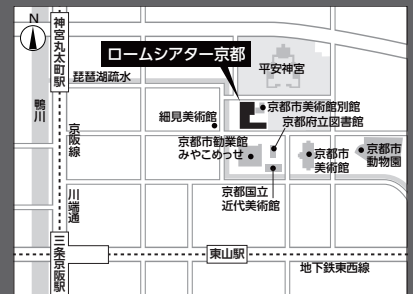 N
神宮丸太町駅
ロームシアター京都
平安神宮
琵琶湖疏水
鴨川
京都市美術館別館
京都府立図書館
細見美術館
京阪線
京都市勧業館
みやこめっせ
京都市
美術館
京都市
動物園
京都国立
近代美術館
川端通
三条京阪駅
東山駅
地下鉄東西線